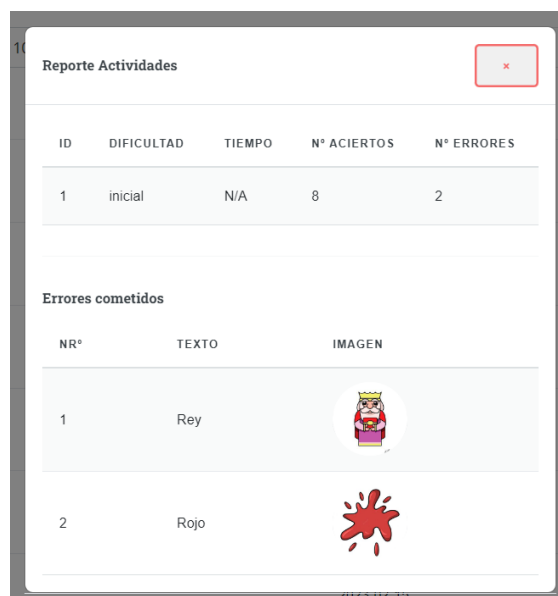 10
Reporte Actividades
×
ID DIFICULTAD TIEMPO Nº ACIERTOS Nº ERRORES
1 inicial N/A 8 2
Errores cometidos
NRº TEXTO IMAGEN
1 Rey
2 Rojo